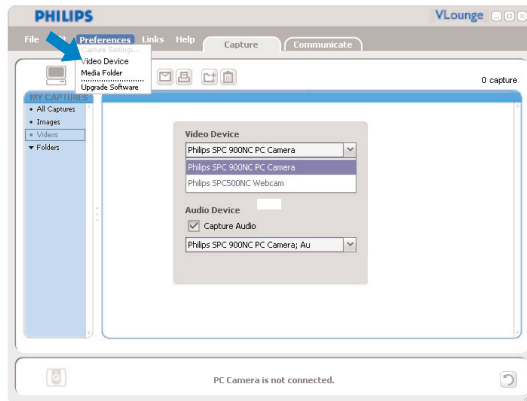 PHILIPS
VLounge
File
Preferences Links Help
Capture
Communicate
Capture Settings...
Video Device
Media Folder
Upgrade Software
0 capture
MY CAPTURES
All Captures
Images
Videos
Folders
Video Device
Philips SPC 900NC PC Camera
Philips SPC 900NC PC Camera
Philips SPC500NC Webcam
Audio Device
Capture Audio
Philips SPC 900NC PC Camera; Au
PC Camera is not connected.